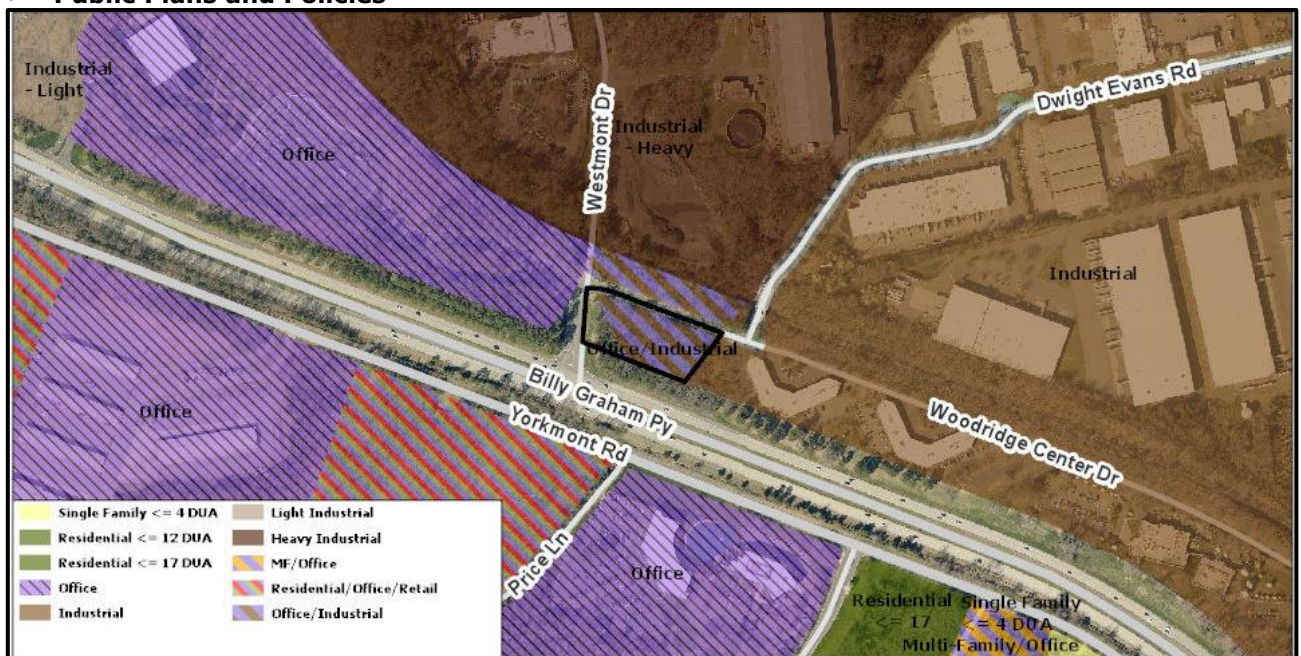 Public Plans and Policies
Industrial
- Light
Office
Westmont Dr
Industrial
- Heavy
Dwight Evans Rd
Industrial
Office/Industrial
Billy Graham Py
Yorkmont Rd
Woodridge Center Dr
Office
Price Ln
Office
Residential
<= 17
Single Family
<= 4 DUA
Multi-Family/Office
Single Family <= 4 DUA
Residential <= 12 DUA
Residential <= 17 DUA
Office
Industrial
Light Industrial
Heavy Industrial
MF/Office
Residential/Office/Retail
Office/Industrial